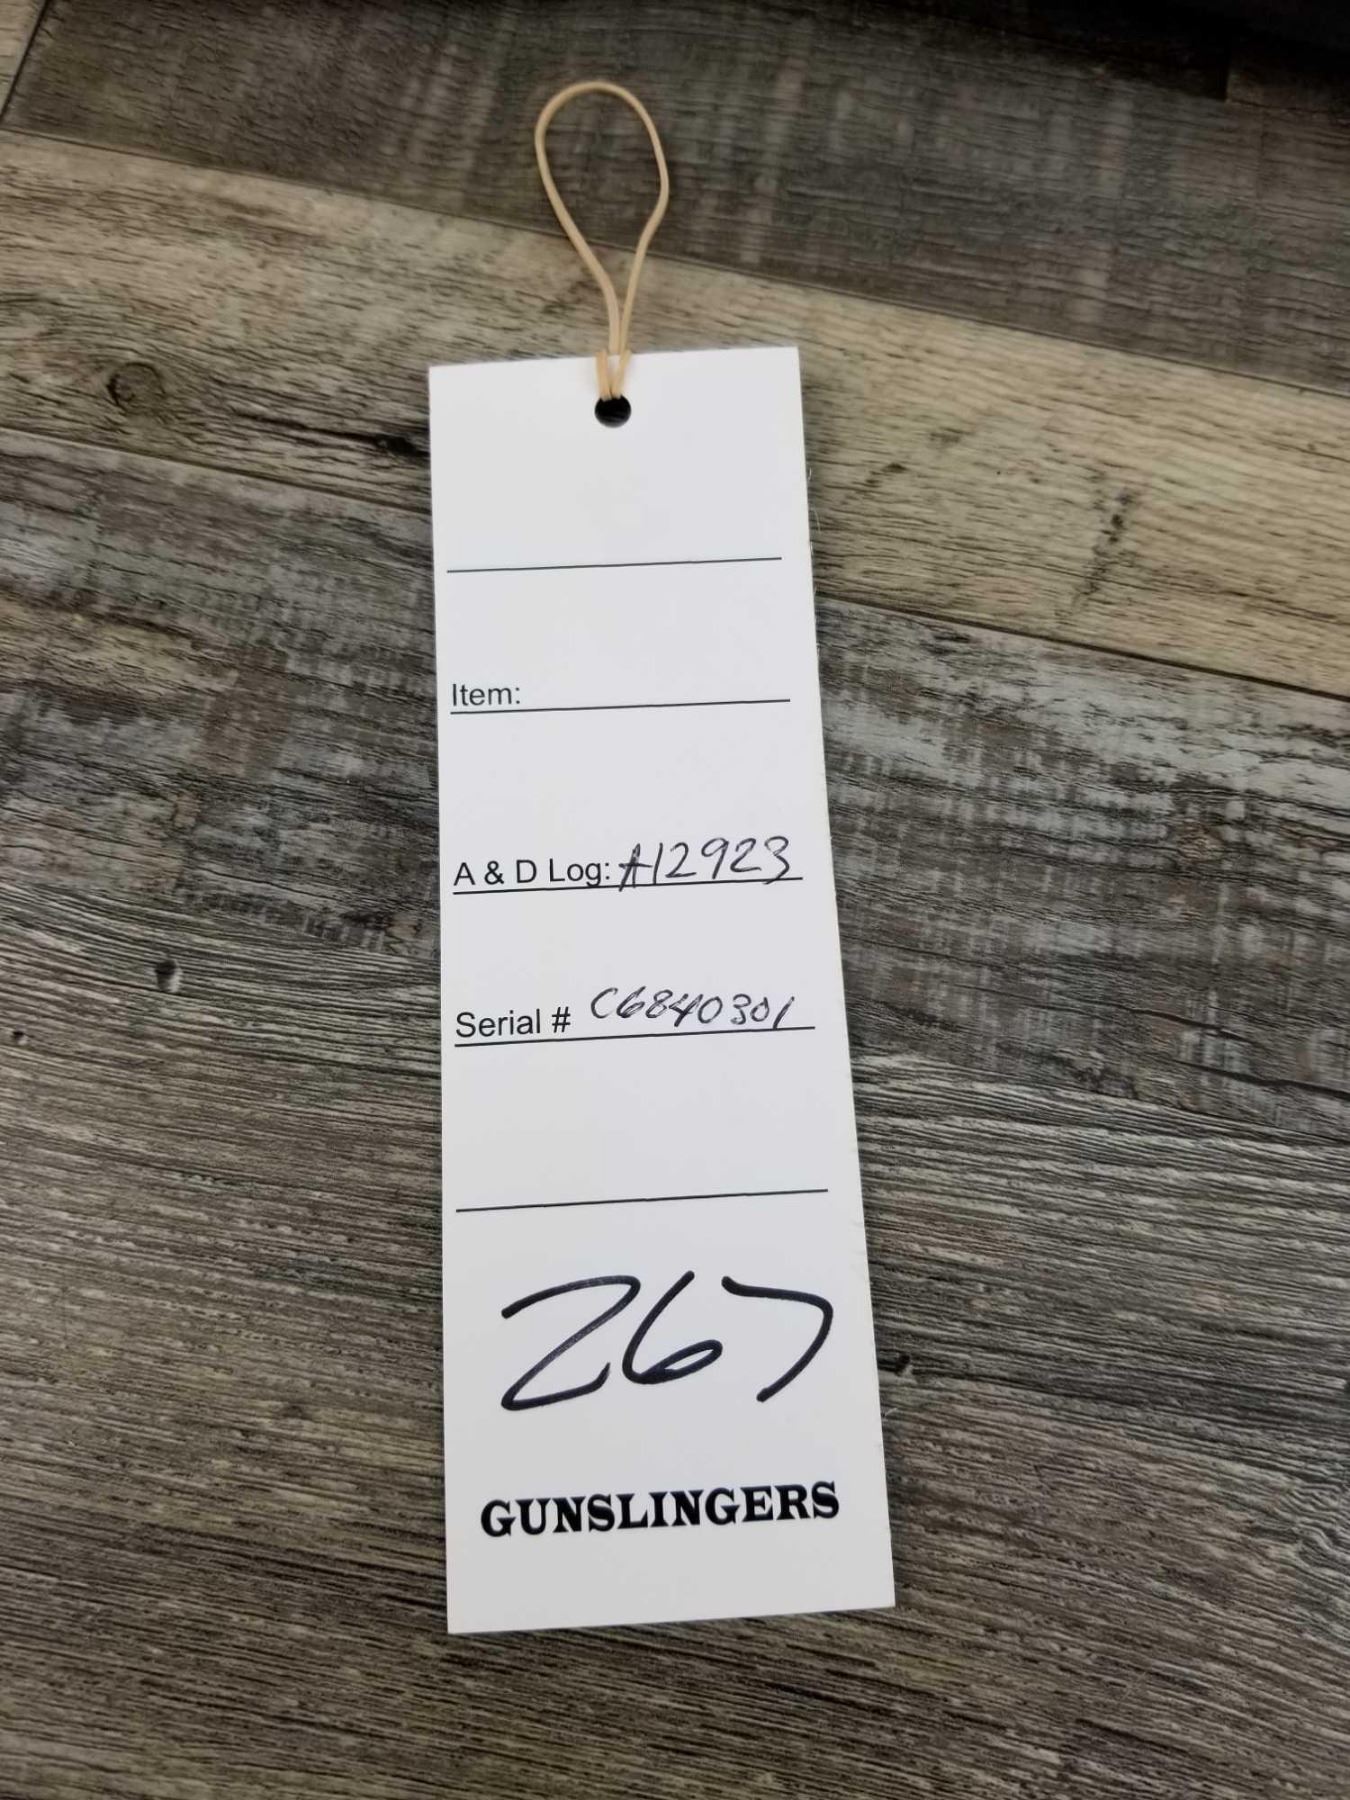 Item:
A & D Log: A12923
Serial # C6840301
267
GUNSLINGERS